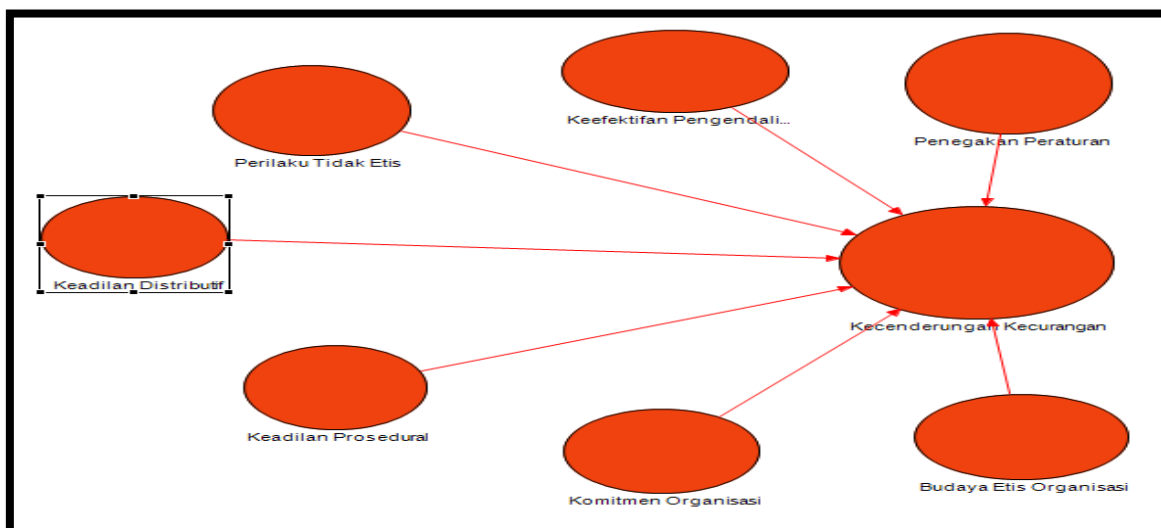 Keefektifan Pengendali...
Penegakan Peraturan
Perilaku Tidak Etis
Keadilan Distributif
Kecenderungan Kecurangan
Keadilan Prosedural
Komitmen Organisasi
Budaya Etis Organisasi